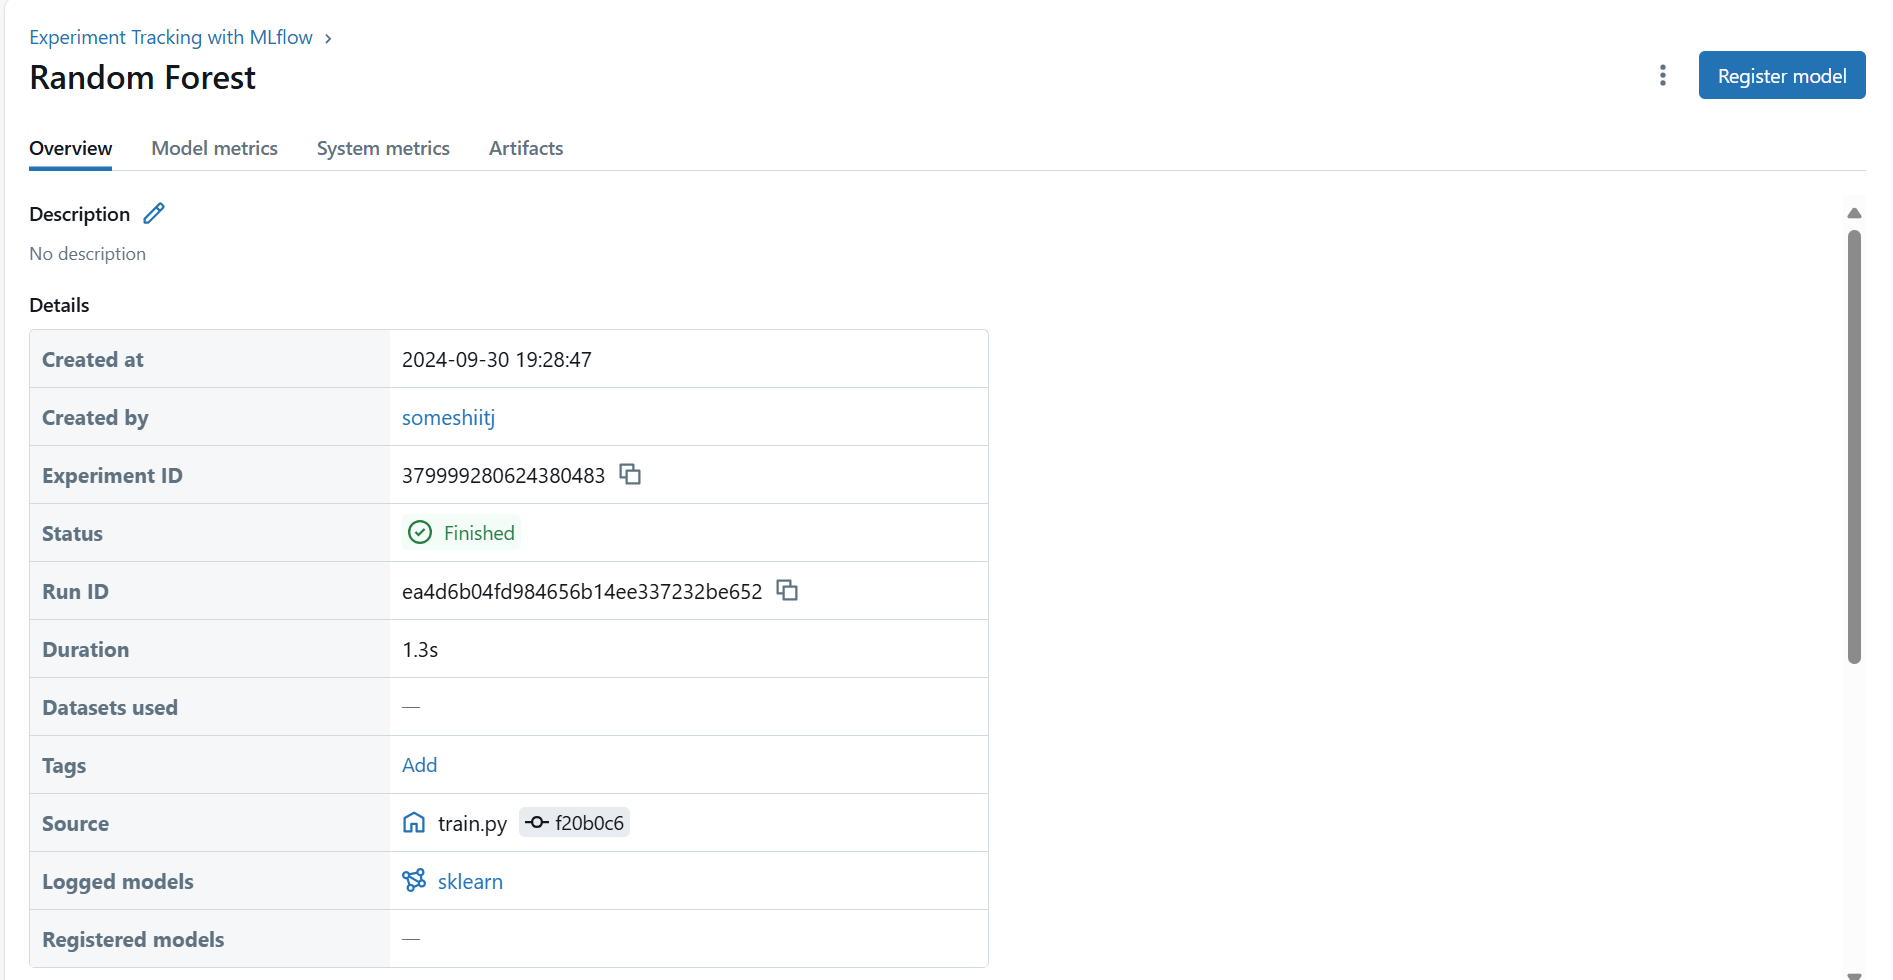 Experiment Tracking with MLflow ›
Random Forest
Register model
Overview Model metrics System metrics Artifacts
Description
No description
Details
Created at 2024-09-30 19:28:47
Created by someshiitj
Experiment ID 379999280624380483
Status Finished
Run ID ea4d6b04fd984656b14ee337232be652
Duration 1.3s
Datasets used —
Tags Add
Source train.py f20b0c6
Logged models sklearn
Registered models —